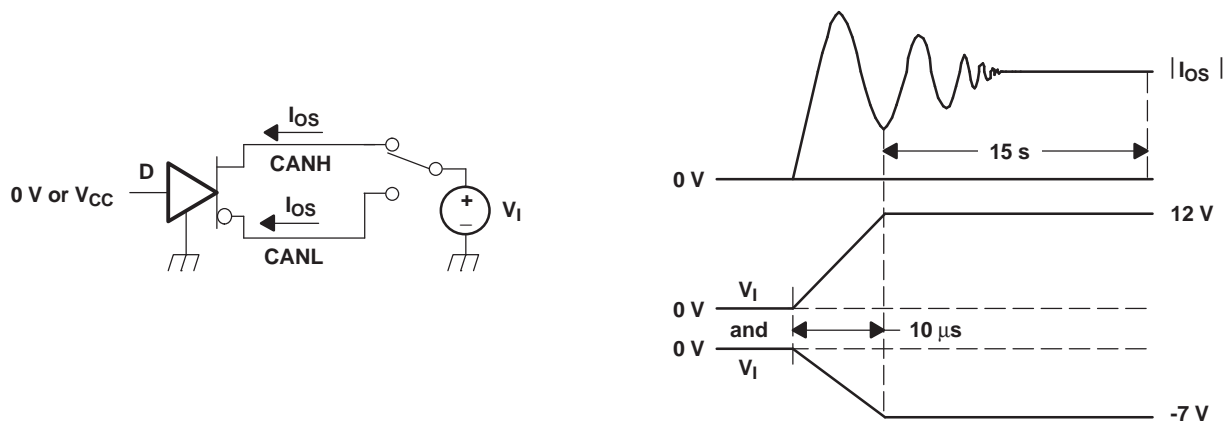 I_OS
CANH
D
0 V or V_CC
I_OS
CANL
+
–
V_I
|I_OS|
15 s
0 V
12 V
V_I
0 V
and
10 μs
0 V
V_I
-7 V